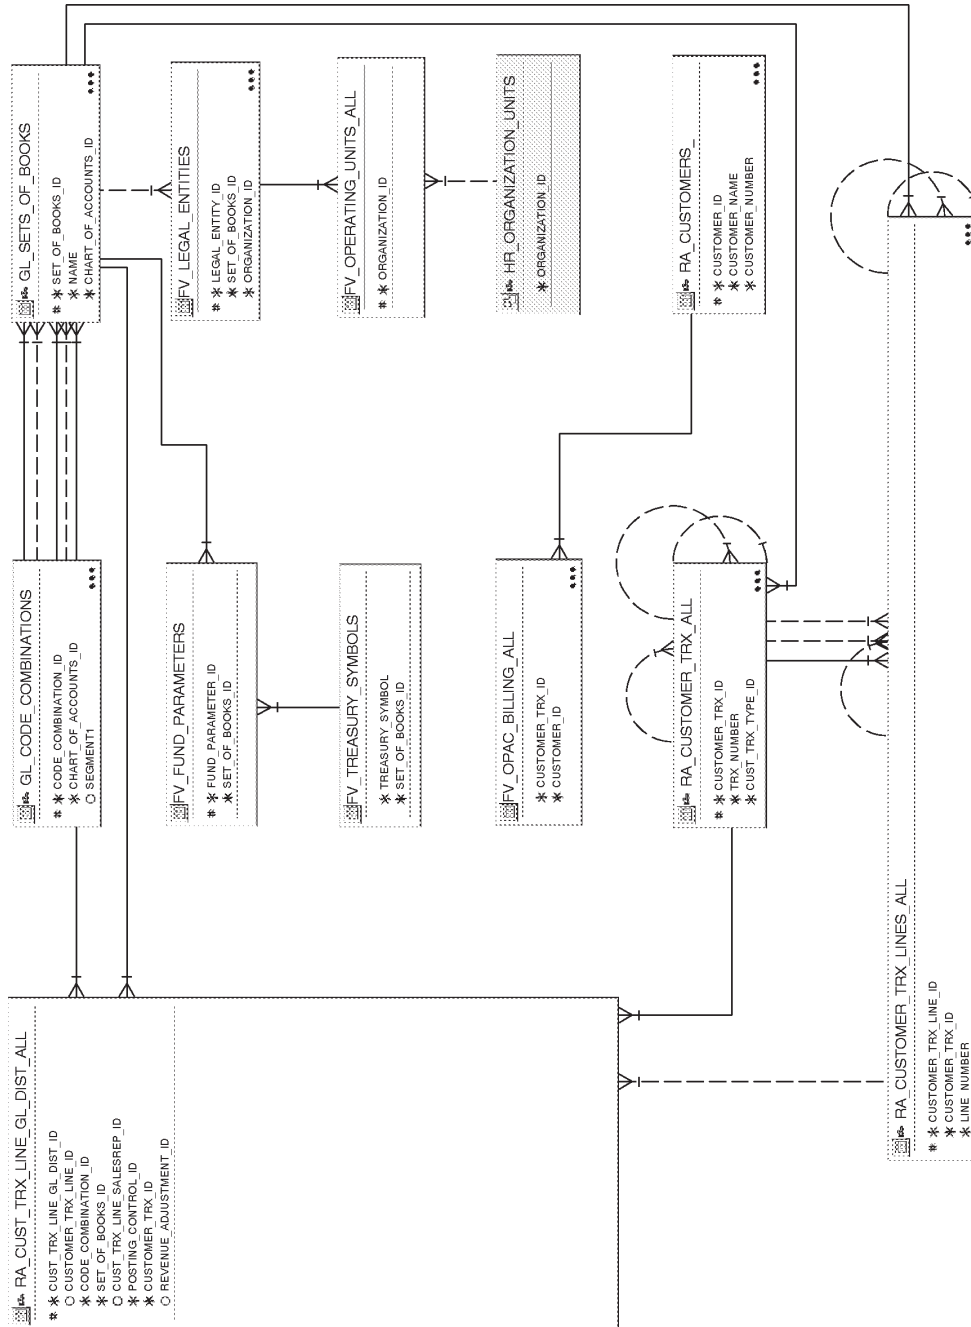 RA_CUST_TRX_LINE_GL_DIST_ALL
# * CUST_TRX_LINE_GL_DIST_ID
O CUSTOMER_TRX_LINE_ID
* CODE_COMBINATION_ID
* SET_OF_BOOKS_ID
O CUST_TRX_LINE_SALESREP_ID
* POSTING_CONTROL_ID
* CUSTOMER_TRX_ID
O REVENUE_ADJUSTMENT_ID
GL_CODE_COMBINATIONS
# * CODE_COMBINATION_ID
* CHART_OF_ACCOUNTS_ID
O SEGMENT1
GL_SETS_OF_BOOKS
# * SET_OF_BOOKS_ID
* NAME
* CHART_OF_ACCOUNTS_ID
FV_FUND_PARAMETERS
# * FUND_PARAMETER_ID
* SET_OF_BOOKS_ID
FV_LEGAL_ENTITIES
# * LEGAL_ENTITY_ID
* SET_OF_BOOKS_ID
* ORGANIZATION_ID
FV_TREASURY_SYMBOLS
* TREASURY_SYMBOL
* SET_OF_BOOKS_ID
FV_OPERATING_UNITS_ALL
# * ORGANIZATION_ID
FV_OPAC_BILLING_ALL
* CUSTOMER_TRX_ID
* CUSTOMER_ID
HR_ORGANIZATION_UNITS
* ORGANIZATION_ID
RA_CUSTOMER_TRX_ALL
# * CUSTOMER_TRX_ID
* TRX_NUMBER
* CUST_TRX_TYPE_ID
RA_CUSTOMERS_
# * CUSTOMER_ID
* CUSTOMER_NAME
* CUSTOMER_NUMBER
RA_CUSTOMER_TRX_LINES_ALL
# * CUSTOMER_TRX_LINE_ID
* CUSTOMER_TRX_ID
* LINE_NUMBER